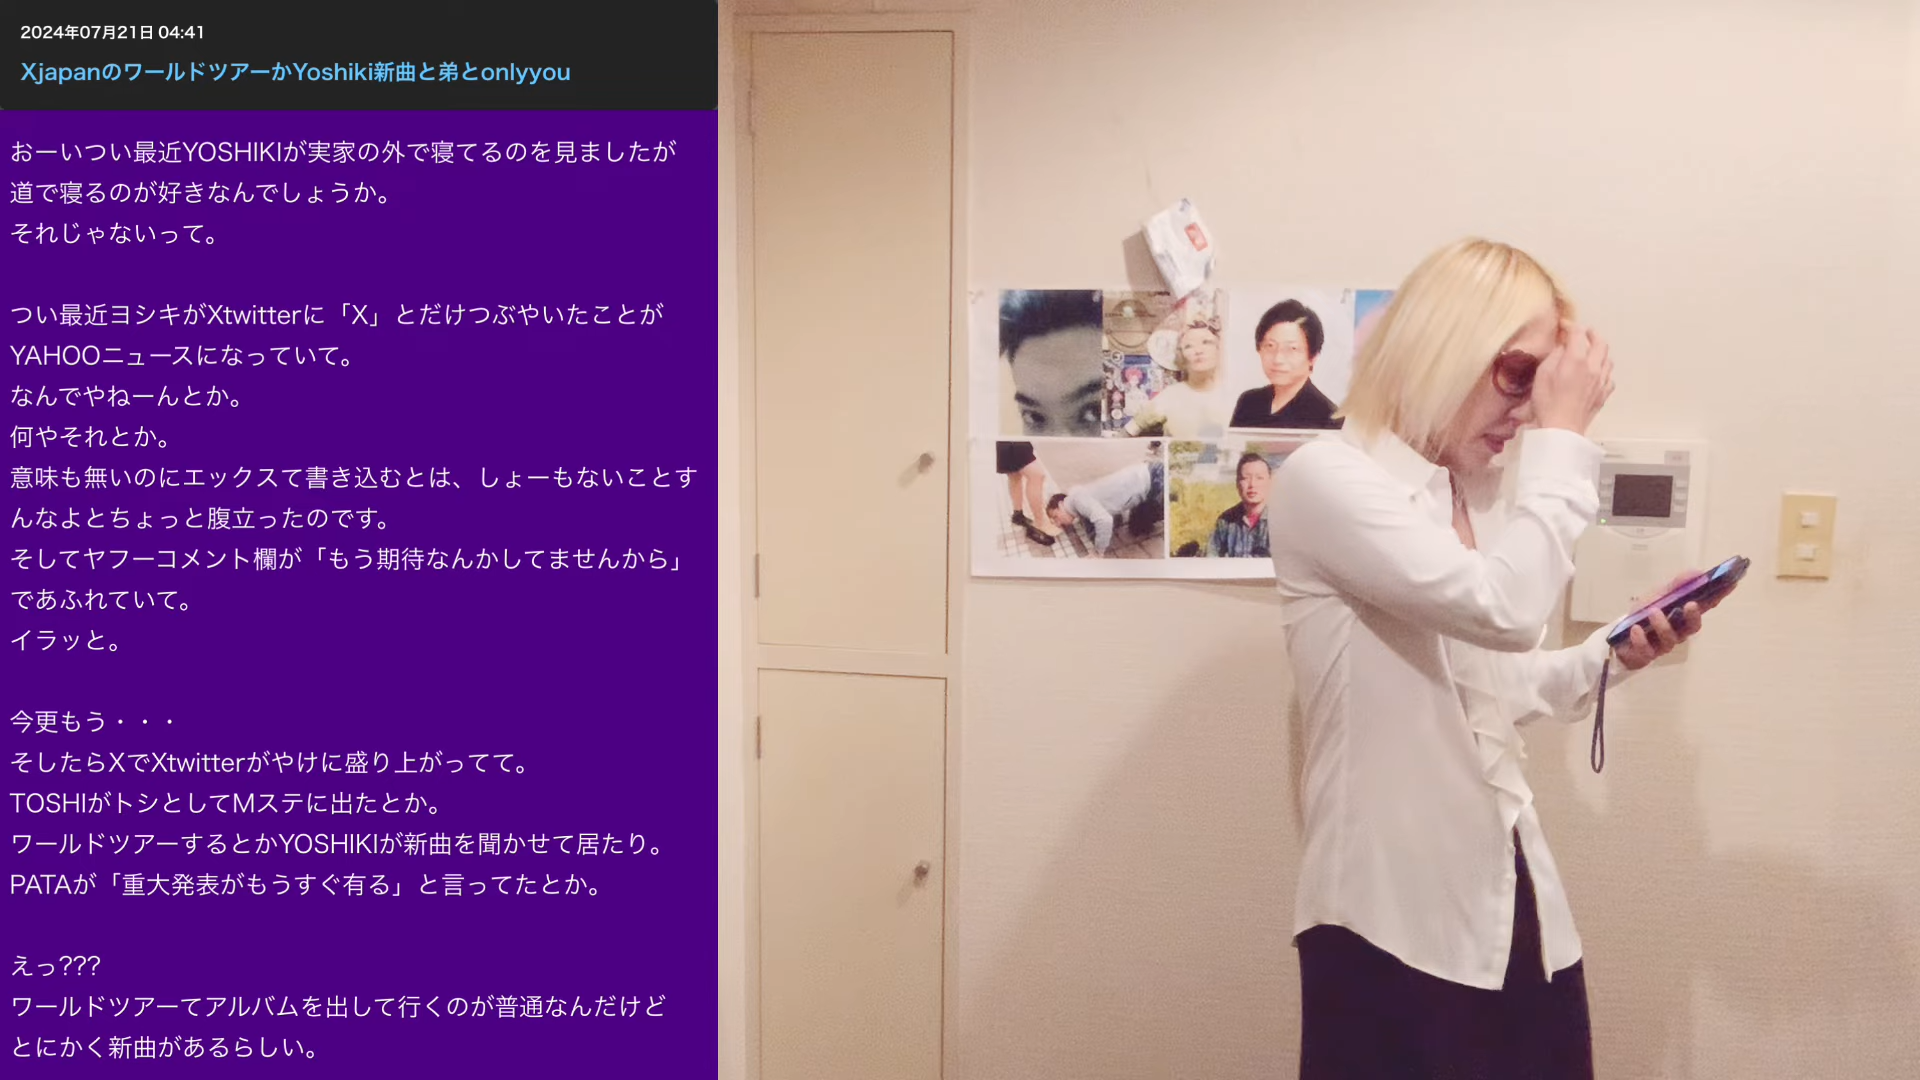 2024年07月21日 04:41
XjapanのワールドツアーかYoshiki新曲と弟とonlyyou
おーいつい最近YOSHIKIが実家の外で寝てるのを見ましたが
道で寝るのが好きなんでしょうか。
それじゃないって。
つい最近ヨシキがXtwitterに「X」とだけつぶやいたことが
YAHOOニュースになっていて。
なんでやねーんとか。
何やそれとか。
意味も無いのにエックスて書き込むとは、しょーもないことす
んなよとちょっと腹立ったのです。
そしてヤフーコメント欄が「もう期待なんかしてませんから」
であふれていて。
イラッと。
今更もう・・・
そしたらXでXtwitterがやけに盛り上がってて。
TOSHIがトシとしてMステに出たとか。
ワールドツアーするとかYOSHIKIが新曲を聞かせて居たり。
PATAが「重大発表がもうすぐ有る」と言ってたとか。
えっ???
ワールドツアーてアルバムを出して行くのが普通なんだけど
とにかく新曲があるらしい。